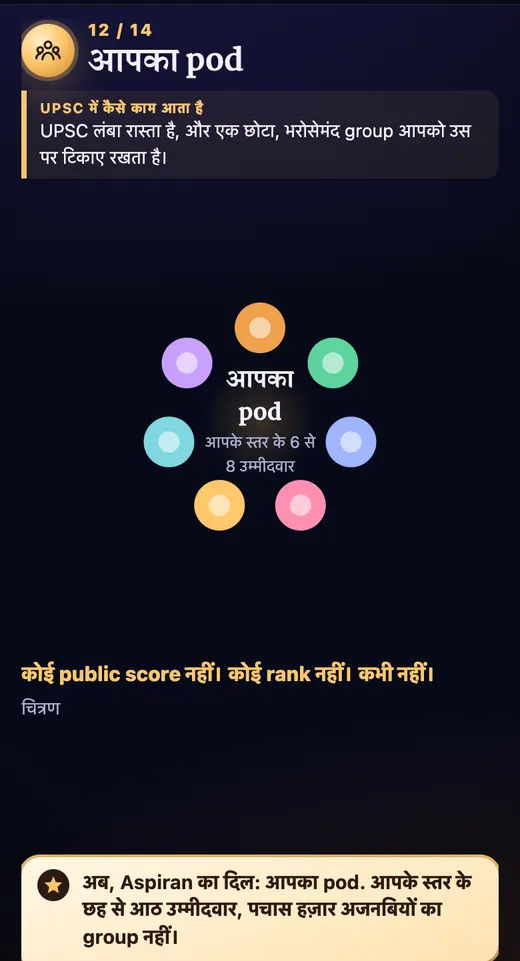 12 / 14
आपका pod
UPSC में कैसे काम आता है
UPSC लंबा रास्ता है, और एक छोटा, भरोसेमंद group आपको उस
पर टिकाए रखता है।
आपका
pod
आपके स्तर के 6 से
8 उम्मीदवार
कोई public score नहीं। कोई rank नहीं। कभी नहीं।
चित्रण
अब, Aspiran का दिल: आपका pod. आपके स्तर के
छह से आठ उम्मीदवार, पचास हज़ार अजनबियों का
group नहीं।